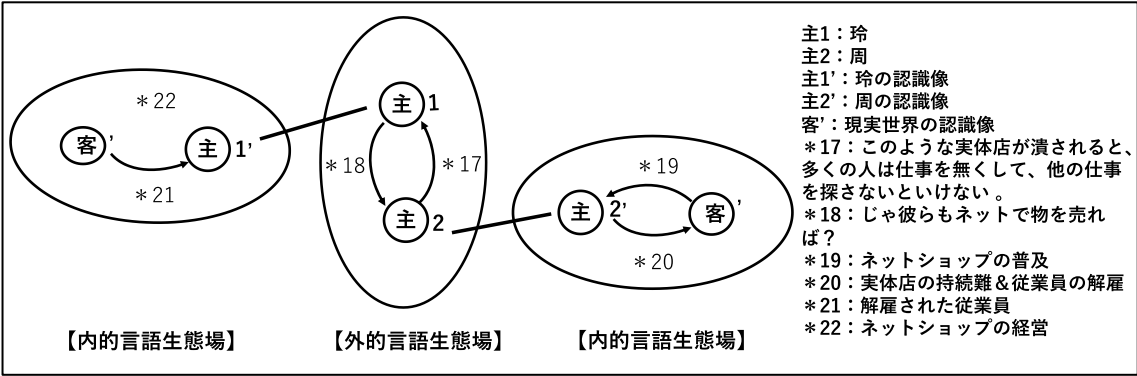 ＊22
客'
主1'
＊21
主1
＊18
＊17
主2
＊19
主2'
客'
＊20
【内的言語生態場】
【外的言語生態場】
【内的言語生態場】
主1：玲
主2：周
主1'：玲の認識像
主2'：周の認識像
客'：現実世界の認識像
＊17：このような実体店が潰されると、
多くの人は仕事を無くして、他の仕事
を探さないといけない 。
＊18：じゃ彼らもネットで物を売れ
ば？
＊19：ネットショップの普及
＊20：実体店の持続難＆従業員の解雇
＊21：解雇された従業員
＊22：ネットショップの経営